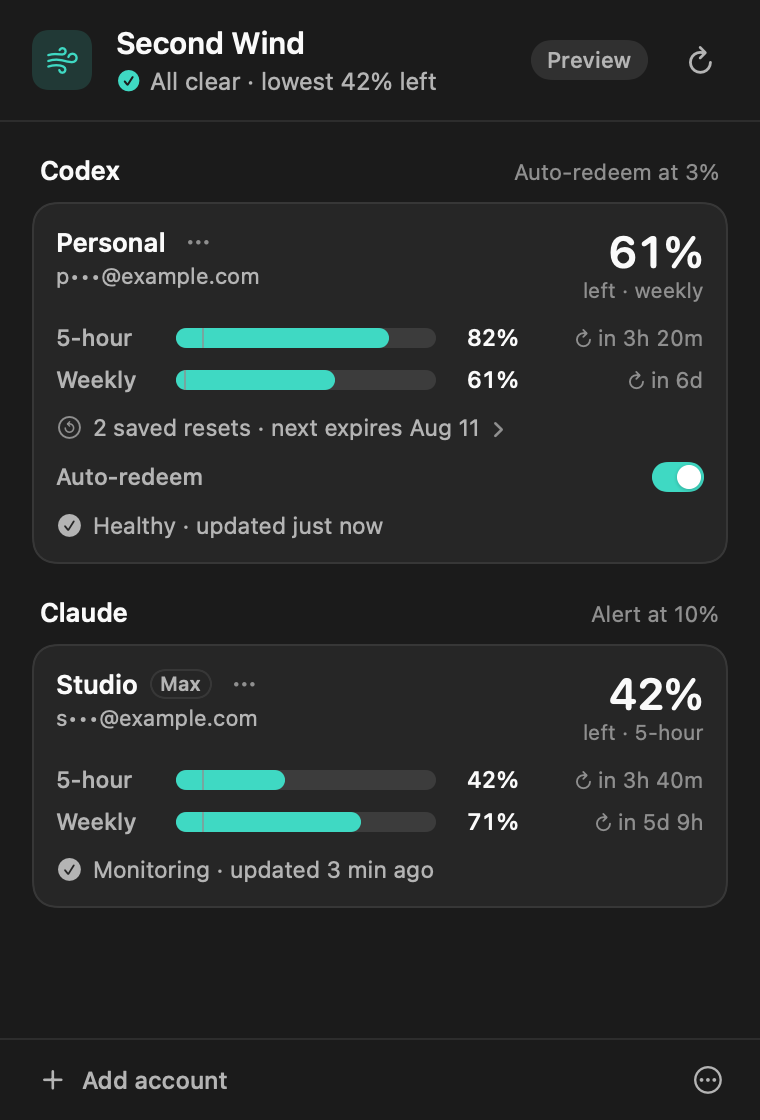 Second Wind
All clear · lowest 42% left
Preview
Codex
Auto-redeem at 3%
Personal ···
p•••@example.com
61%
left · weekly
5-hour 82% in 3h 20m
Weekly 61% in 6d
2 saved resets · next expires Aug 11
Auto-redeem
Healthy · updated just now
Claude
Alert at 10%
Studio Max ···
s•••@example.com
42%
left · 5-hour
5-hour 42% in 3h 40m
Weekly 71% in 5d 9h
Monitoring · updated 3 min ago
+ Add account